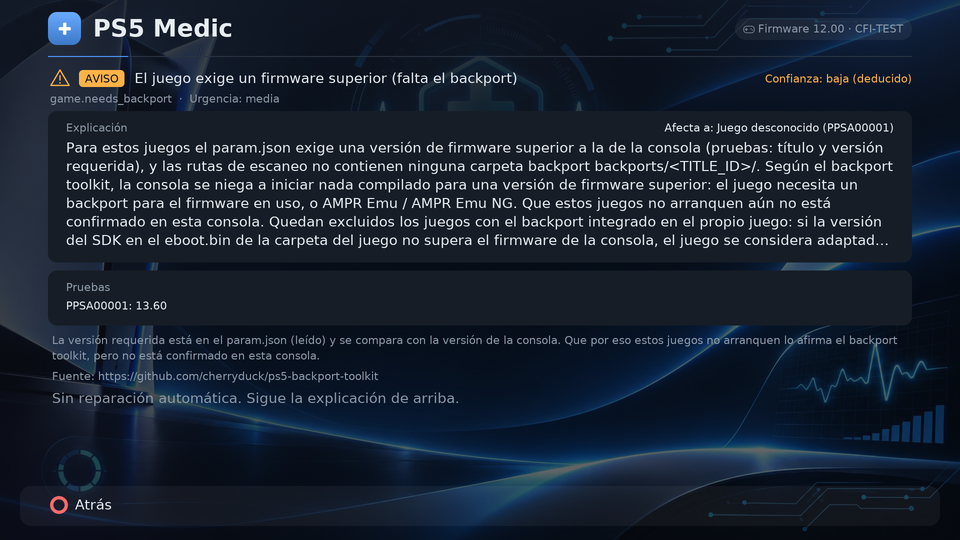 PS5 Medic
Firmware 12.00 · CFI-TEST
AVISO El juego exige un firmware superior (falta el backport)
Confianza: baja (deducido)
game.needs_backport · Urgencia: media
Explicación
Afecta a: Juego desconocido (PPSA00001)
Para estos juegos el param.json exige una versión de firmware superior a la de la consola (pruebas: título y versión
requerida), y las rutas de escaneo no contienen ninguna carpeta backport backports/<TITLE_ID>/. Según el backport
toolkit, la consola se niega a iniciar nada compilado para una versión de firmware superior: el juego necesita un
backport para el firmware en uso, o AMPR Emu / AMPR Emu NG. Que estos juegos no arranquen aún no está
confirmado en esta consola. Quedan excluidos los juegos con el backport integrado en el propio juego: si la versión
del SDK en el eboot.bin de la carpeta del juego no supera el firmware de la consola, el juego se considera adaptad…
Pruebas
PPSA00001: 13.60
La versión requerida está en el param.json (leído) y se compara con la versión de la consola. Que por eso estos juegos no arranquen lo afirma el backport
toolkit, pero no está confirmado en esta consola.
Fuente: https://github.com/cherryduck/ps5-backport-toolkit
Sin reparación automática. Sigue la explicación de arriba.
Atrás